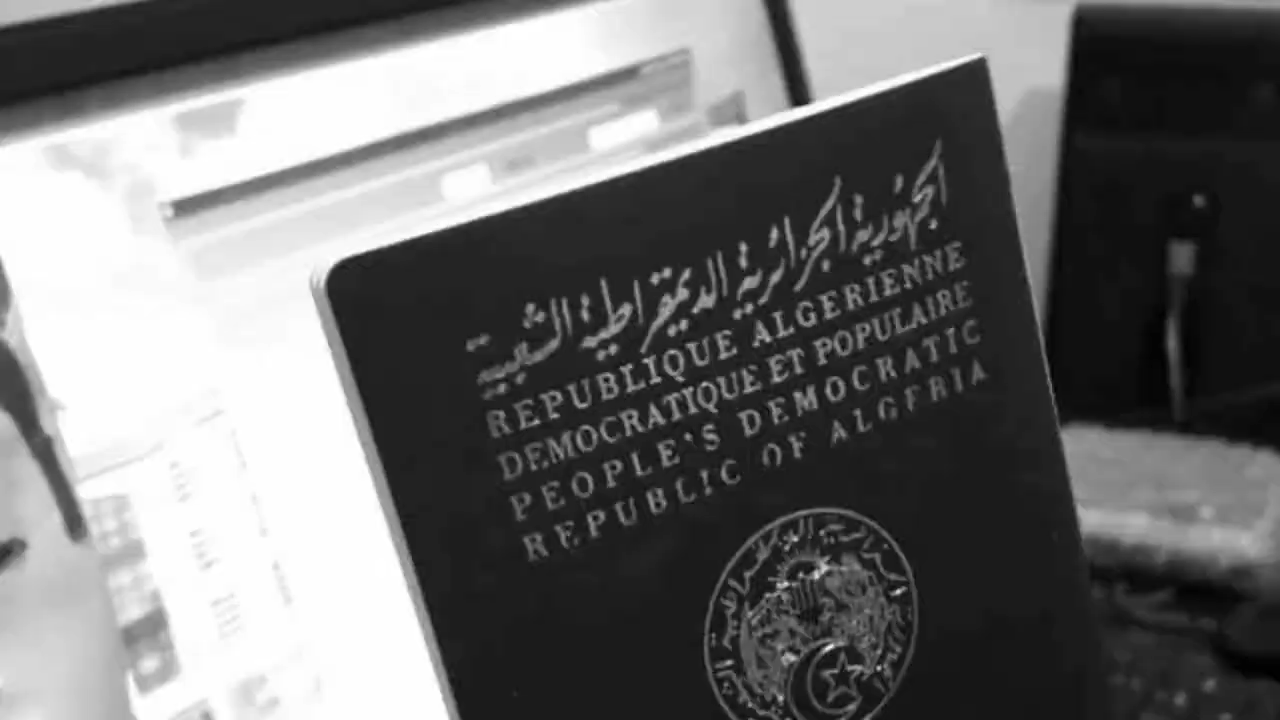 الجمهورية الجزائرية الديمقراطية الشعبية
REPUBLIQUE ALGERIENNE
DEMOCRATIQUE ET POPULAIRE
PEOPLE'S DEMOCRATIC
REPUBLIC OF ALGERIA